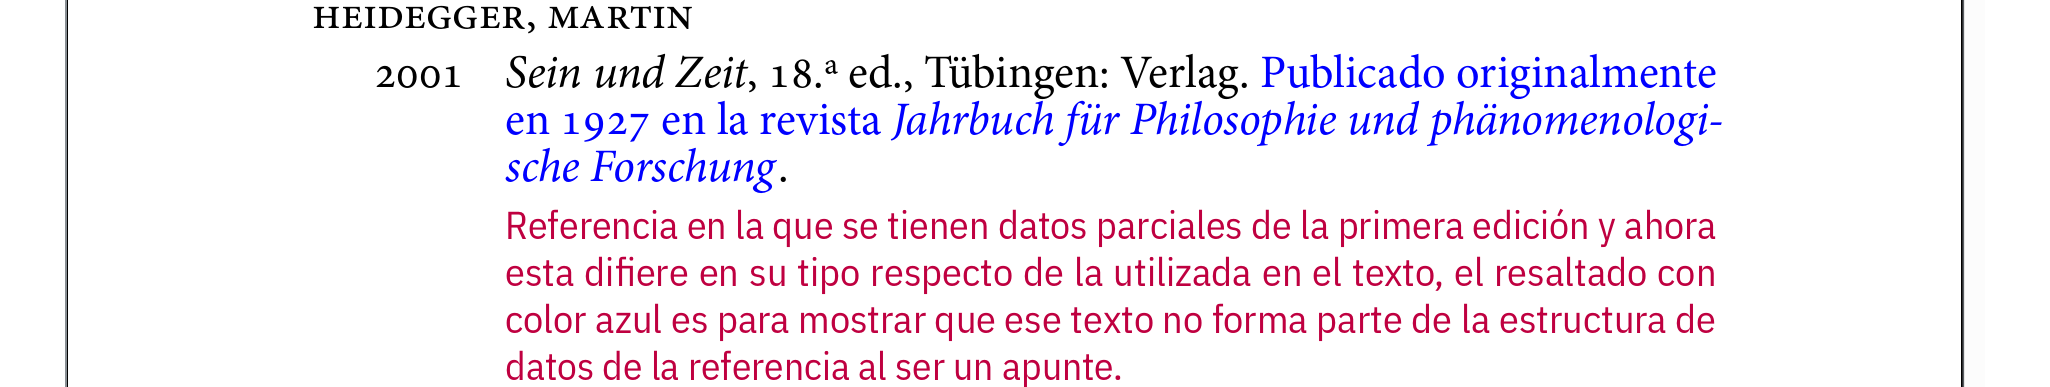 HEIDEGGER, MARTIN
2001 Sein und Zeit, 18.ª ed., Tübingen: Verlag. Publicado originalmente
en 1927 en la revista Jahrbuch für Philosophie und phänomenologi-
sche Forschung.
Referencia en la que se tienen datos parciales de la primera edición y ahora
esta difiere en su tipo respecto de la utilizada en el texto, el resaltado con
color azul es para mostrar que ese texto no forma parte de la estructura de
datos de la referencia al ser un apunte.